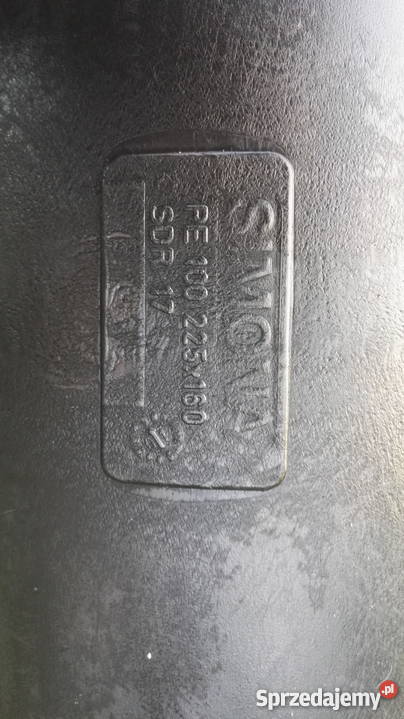 SIMONA
PE 100 225x160
SDR 17
Sprzedajemy.pl